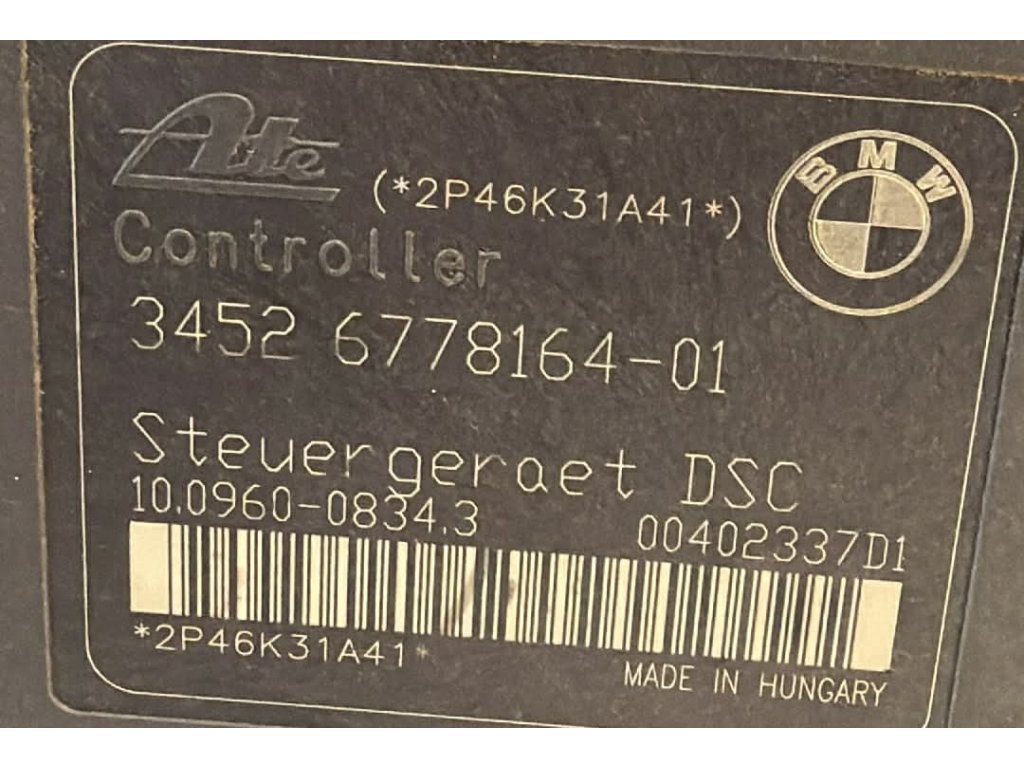 Ate
(*2P46K31A41*)
BMW
Controller
3452 6778164-01
Steuergeraet DSC
10.0960-0834.3 00402337D1
*2P46K31A41*
MADE IN HUNGARY